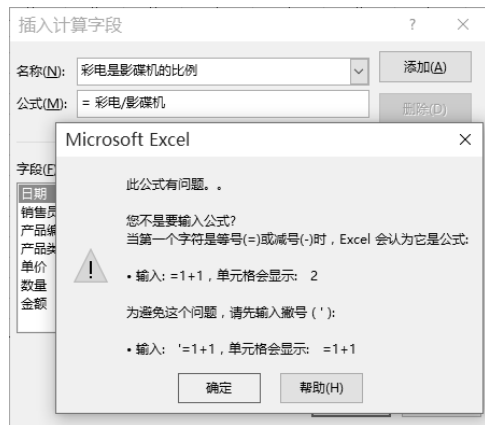 插入计算字段 ?
名称(N): 彩电是影碟机的比例 添加(A)
公式(M): = 彩电/影碟机 删除(D)
Microsoft Excel
字段(F
日期
销售员
产品编
产品类
单价
数量
金额
此公式有问题。。
您不是要输入公式?
当第一个字符是等号(=)或减号(-)时，Excel 会认为它是公式:
• 输入: =1+1，单元格会显示: 2
为避免这个问题，请先输入撇号 ( ' ):
• 输入: '=1+1，单元格会显示: =1+1
确定 帮助(H)